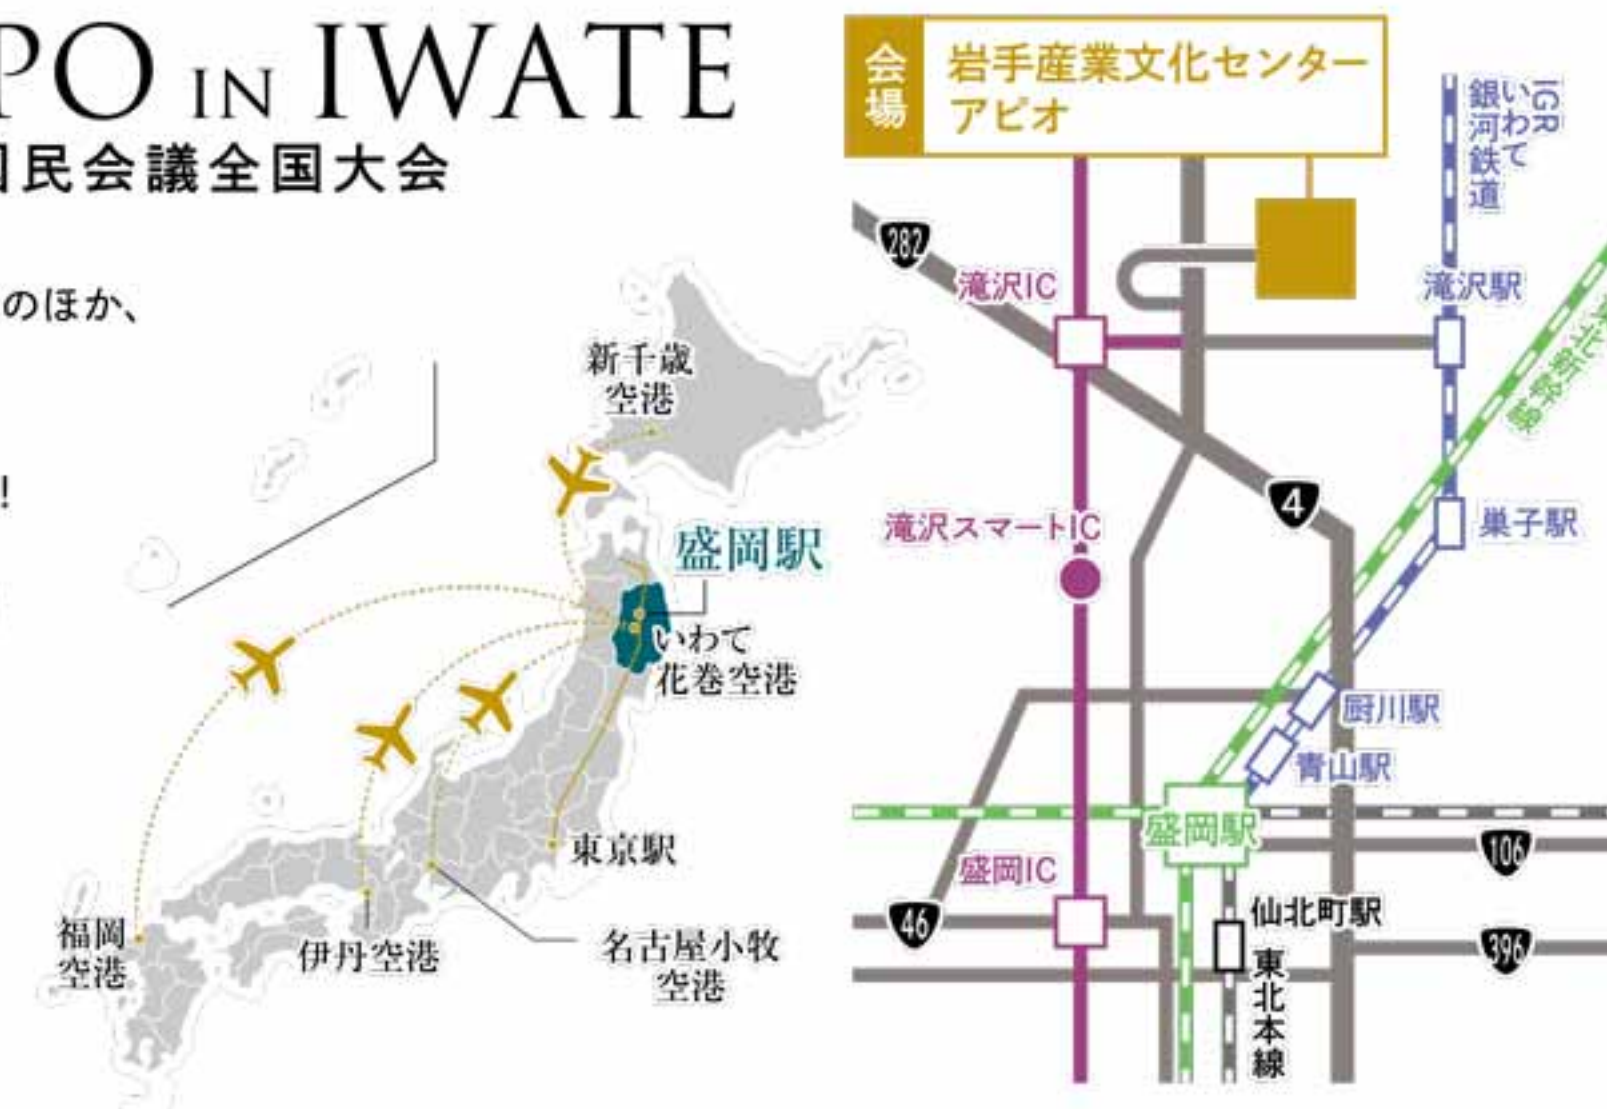 PO IN IWATE
国民会議全国大会
のほか、
!
新千歳
空港
盛岡駅
いわて
花巻空港
東京駅
名古屋小牧
空港
伊丹空港
福岡
空港
会場
岩手産業文化センター
アピオ
IGR
いわて
銀河鉄道
282
滝沢IC
滝沢駅
東北新幹線
4
滝沢スマートIC
巣子駅
厨川駅
青山駅
盛岡駅
106
盛岡IC
46
仙北町駅
396
東北本線